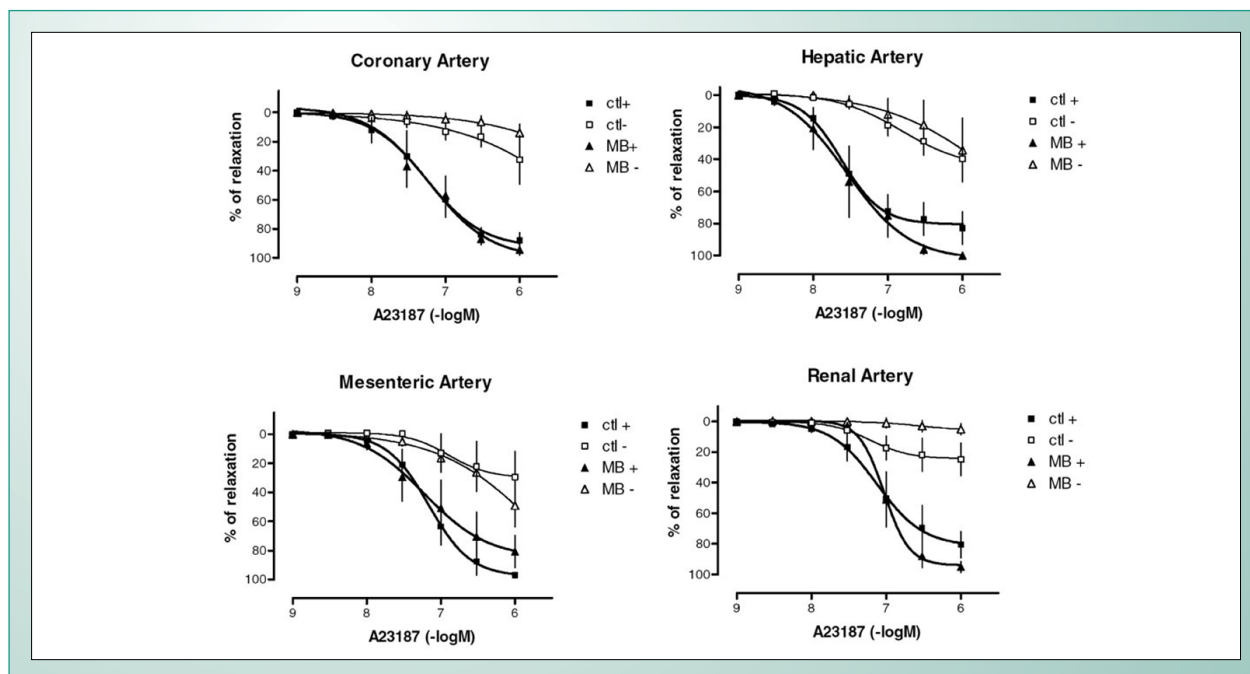 Coronary Artery
% of relaxation
0
20
40
60
80
100
9
8
7
6
A23187 (-logM)
ctl+
ctl-
MB+
MB -
Hepatic Artery
% of relaxation
0
20
40
60
80
100
9
8
7
6
A23187 (-logM)
ctl +
ctl -
MB +
MB -
Mesenteric Artery
% of relaxation
0
20
40
60
80
100
9
8
7
6
A23187 (-logM)
ctl +
ctl -
MB +
MB -
Renal Artery
% of relaxation
0
20
40
60
80
100
9
8
7
6
A23187 (-logM)
ctl +
ctl -
MB +
MB -